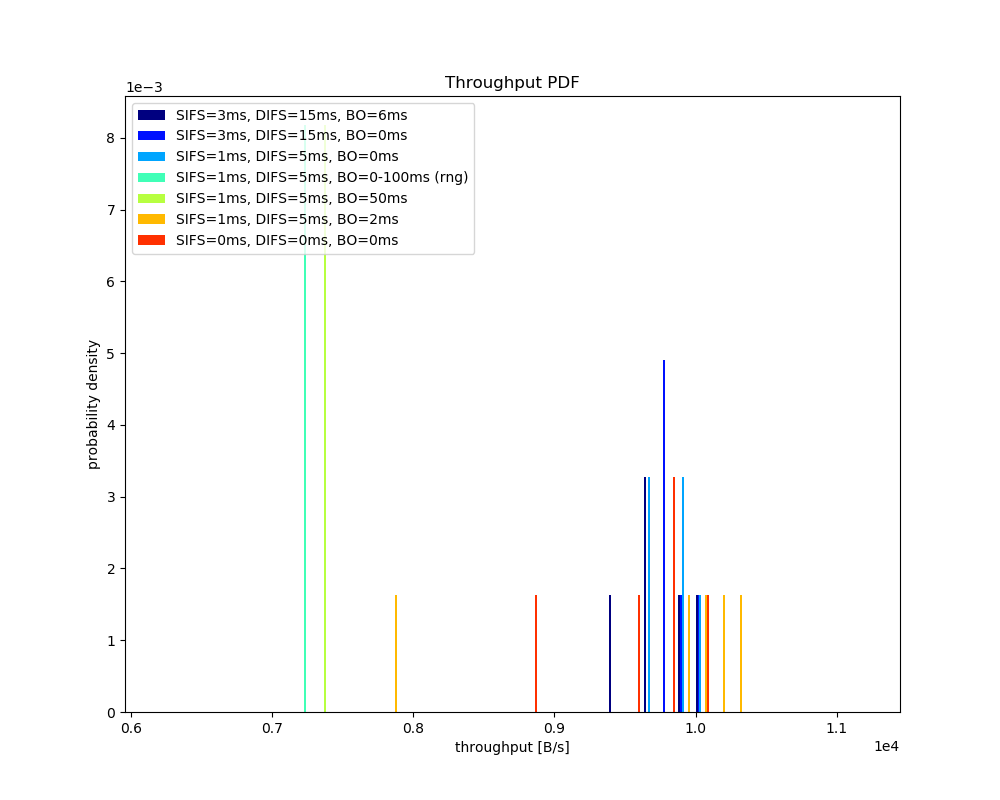 Throughput PDF
1e−3
SIFS=3ms, DIFS=15ms, BO=6ms
SIFS=3ms, DIFS=15ms, BO=0ms
SIFS=1ms, DIFS=5ms, BO=0ms
SIFS=1ms, DIFS=5ms, BO=0-100ms (rng)
SIFS=1ms, DIFS=5ms, BO=50ms
SIFS=1ms, DIFS=5ms, BO=2ms
SIFS=0ms, DIFS=0ms, BO=0ms
8
7
6
5
4
3
2
1
0
probability density
0.6 0.7 0.8 0.9 1.0 1.1
throughput [B/s]
1e4